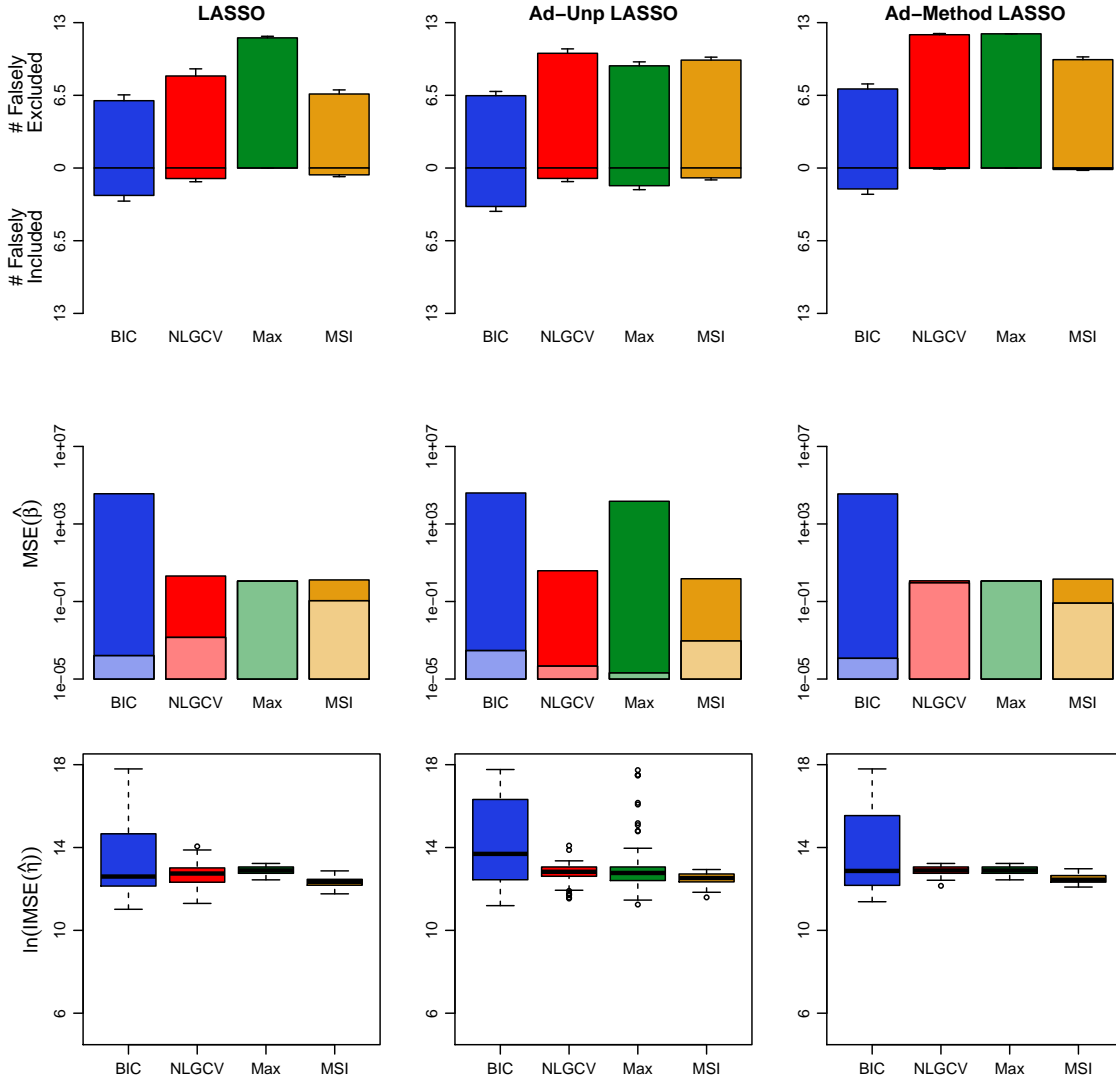 LASSO
Ad−Unp LASSO
Ad−Method LASSO
# Falsely
Excluded
# Falsely
Included
13
6.5
0
6.5
13
BIC NLGCV Max MSI
13
6.5
0
6.5
13
BIC NLGCV Max MSI
13
6.5
0
6.5
13
BIC NLGCV Max MSI
MSE(β̂)
1e+07
1e+03
1e−01
1e−05
BIC NLGCV Max MSI
1e+07
1e+03
1e−01
1e−05
BIC NLGCV Max MSI
1e+07
1e+03
1e−01
1e−05
BIC NLGCV Max MSI
ln(IMSE(η̂))
18
14
10
6
BIC NLGCV Max MSI
18
14
10
6
BIC NLGCV Max MSI
18
14
10
6
BIC NLGCV Max MSI